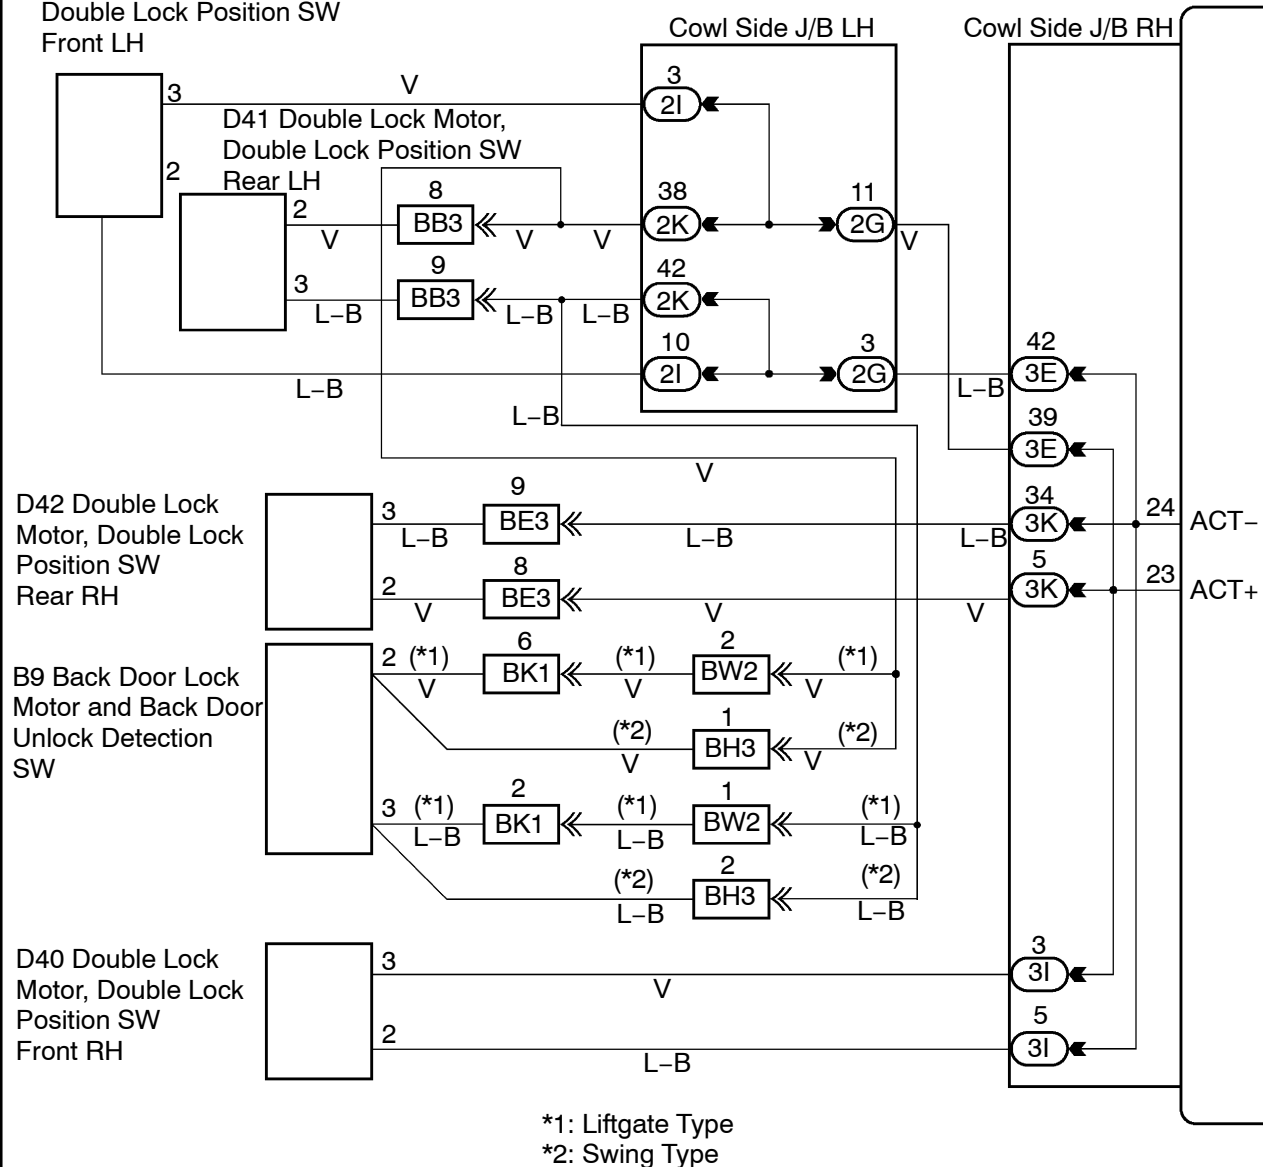 Double Lock Position SW
Front LH
Cowl Side J/B LH
Cowl Side J/B RH
3
V
3
2I
D41 Double Lock Motor,
Double Lock Position SW
Rear LH
2
2
V
8
BB3
V
V
38
2K
11
2G
V
3
L–B
9
BB3
L–B
L–B
42
2K
L–B
10
2I
3
2G
L–B
42
3E
L–B
V
39
3E
D42 Double Lock
Motor, Double Lock
Position SW
Rear RH
3
L–B
9
BE3
L–B
L–B
34
3K
24
ACT–
2
V
8
BE3
V
V
5
3K
23
ACT+
B9 Back Door Lock
Motor and Back Door
Unlock Detection
SW
2
(*1)
V
6
BK1
(*1)
V
2
BW2
(*1)
V
(*2)
V
1
BH3
(*2)
V
3
(*1)
L–B
2
BK1
(*1)
L–B
1
BW2
(*1)
L–B
(*2)
L–B
2
BH3
(*2)
L–B
D40 Double Lock
Motor, Double Lock
Position SW
Front RH
3
V
3
3I
2
L–B
5
3I
*1: Liftgate Type
*2: Swing Type